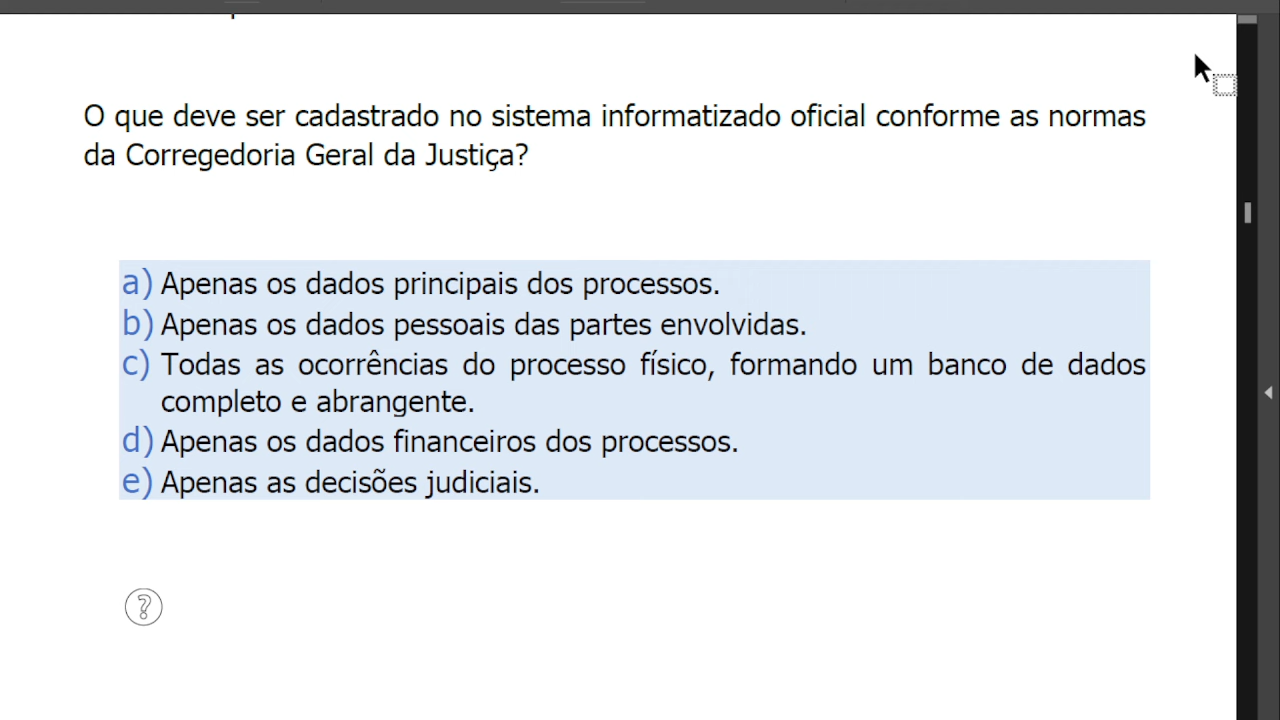 O que deve ser cadastrado no sistema informatizado oficial conforme as normas
da Corregedoria Geral da Justiça?
a) Apenas os dados principais dos processos.
b) Apenas os dados pessoais das partes envolvidas.
c) Todas as ocorrências do processo físico, formando um banco de dados
completo e abrangente.
d) Apenas os dados financeiros dos processos.
e) Apenas as decisões judiciais.
?